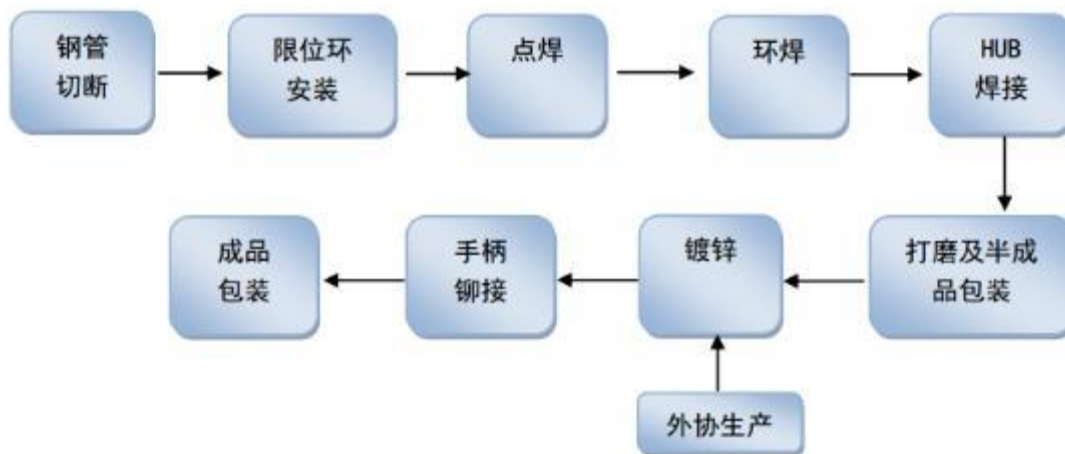 钢管
切断
限位环
安装
点焊
环焊
HUB
焊接
打磨及半成
品包装
镀锌
手柄
铆接
成品
包装
外协生产